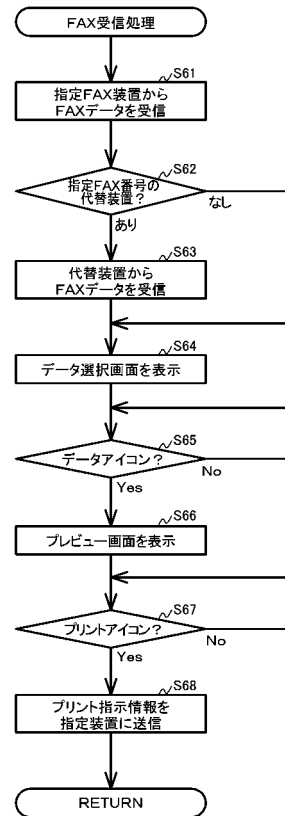 FAX受信処理
S61
指定FAX装置から
FAXデータを受信
S62
指定FAX番号の
代替装置?
なし
あり
S63
代替装置から
FAXデータを受信
S64
データ選択画面を表示
S65
データアイコン?
No
Yes
S66
プレビュー画面を表示
S67
プリントアイコン?
No
Yes
S68
プリント指示情報を
指定装置に送信
RETURN